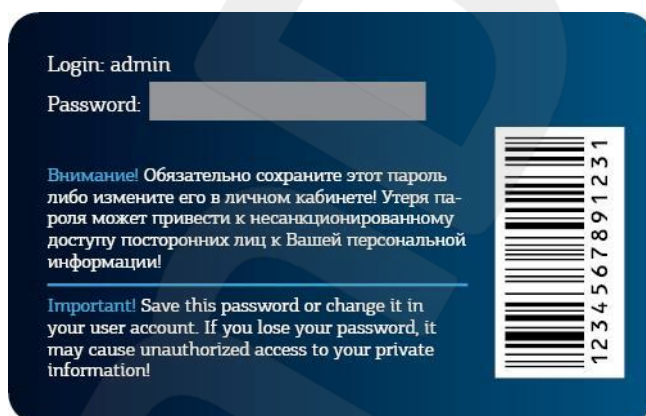 Login: admin
Password:
Внимание! Обязательно сохраните этот пароль
либо измените его в личном кабинете! Утеря па-
роля может привести к несанкционированному
доступу посторонних лиц к Вашей персональной
информации!
Important! Save this password or change it in
your user account. If you lose your password, it
may cause unauthorized access to your private
information!
1234567891231